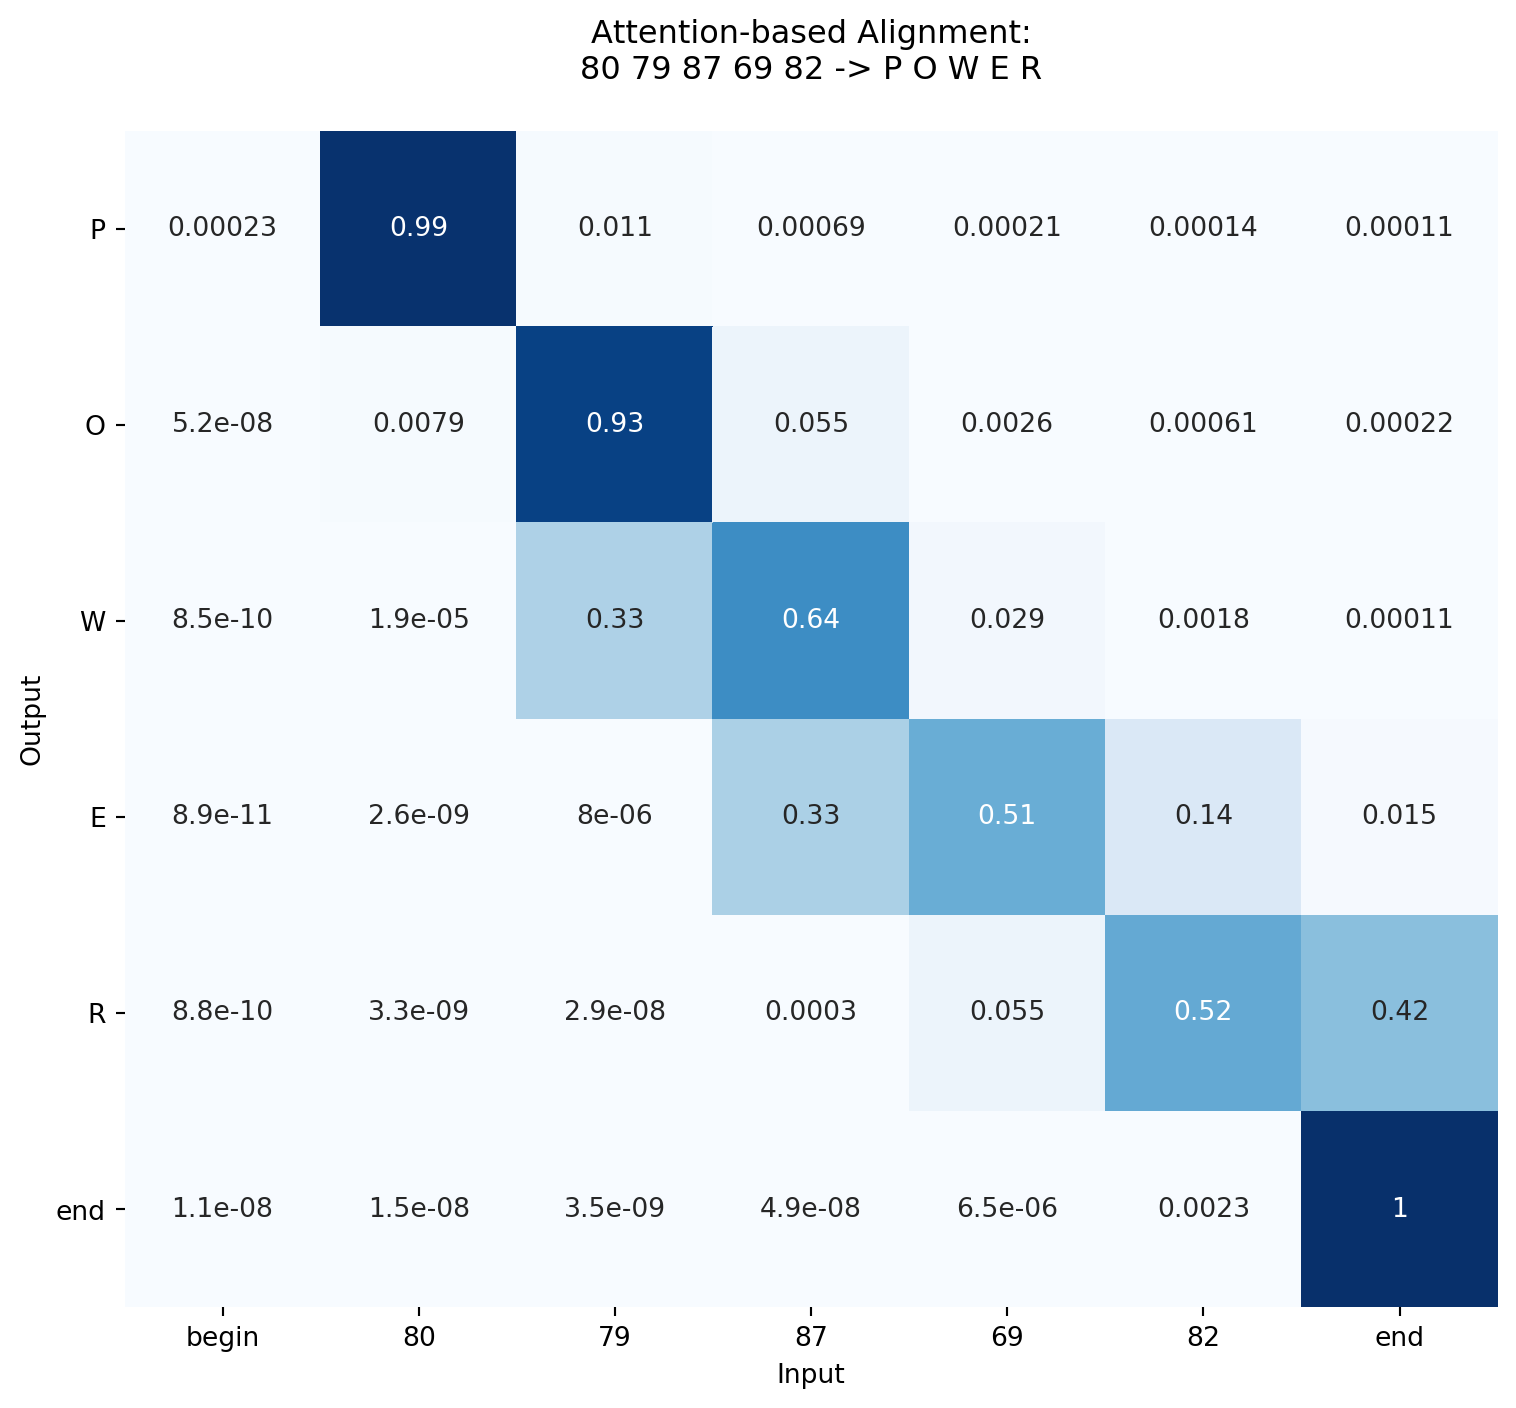 Attention-based Alignment:
80 79 87 69 82 -> P O W E R
Output
P 0.00023 0.99 0.011 0.00069 0.00021 0.00014 0.00011
O 5.2e-08 0.0079 0.93 0.055 0.0026 0.00061 0.00022
W 8.5e-10 1.9e-05 0.33 0.64 0.029 0.0018 0.00011
E 8.9e-11 2.6e-09 8e-06 0.33 0.51 0.14 0.015
R 8.8e-10 3.3e-09 2.9e-08 0.0003 0.055 0.52 0.42
end 1.1e-08 1.5e-08 3.5e-09 4.9e-08 6.5e-06 0.0023 1
begin 80 79 87 69 82 end
Input